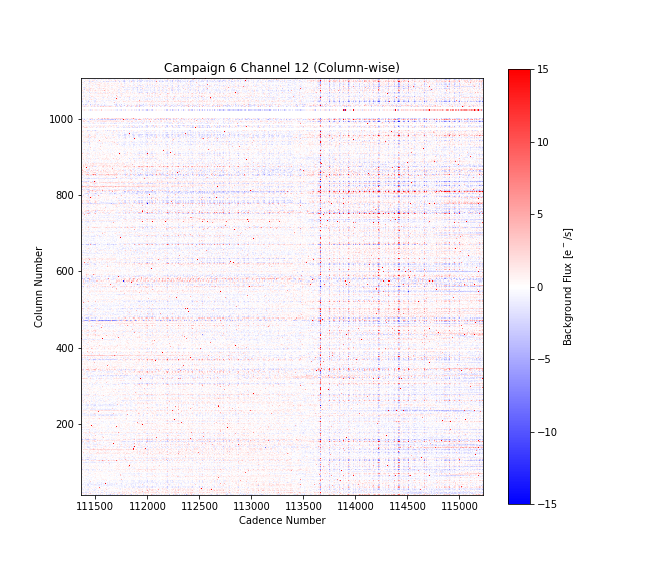 Campaign 6 Channel 12 (Column-wise)
Column Number
1000
800
600
400
200
111500 112000 112500 113000 113500 114000 114500 115000
Cadence Number
15
10
5
0
−5
−10
−15
Background Flux [e⁻/s]